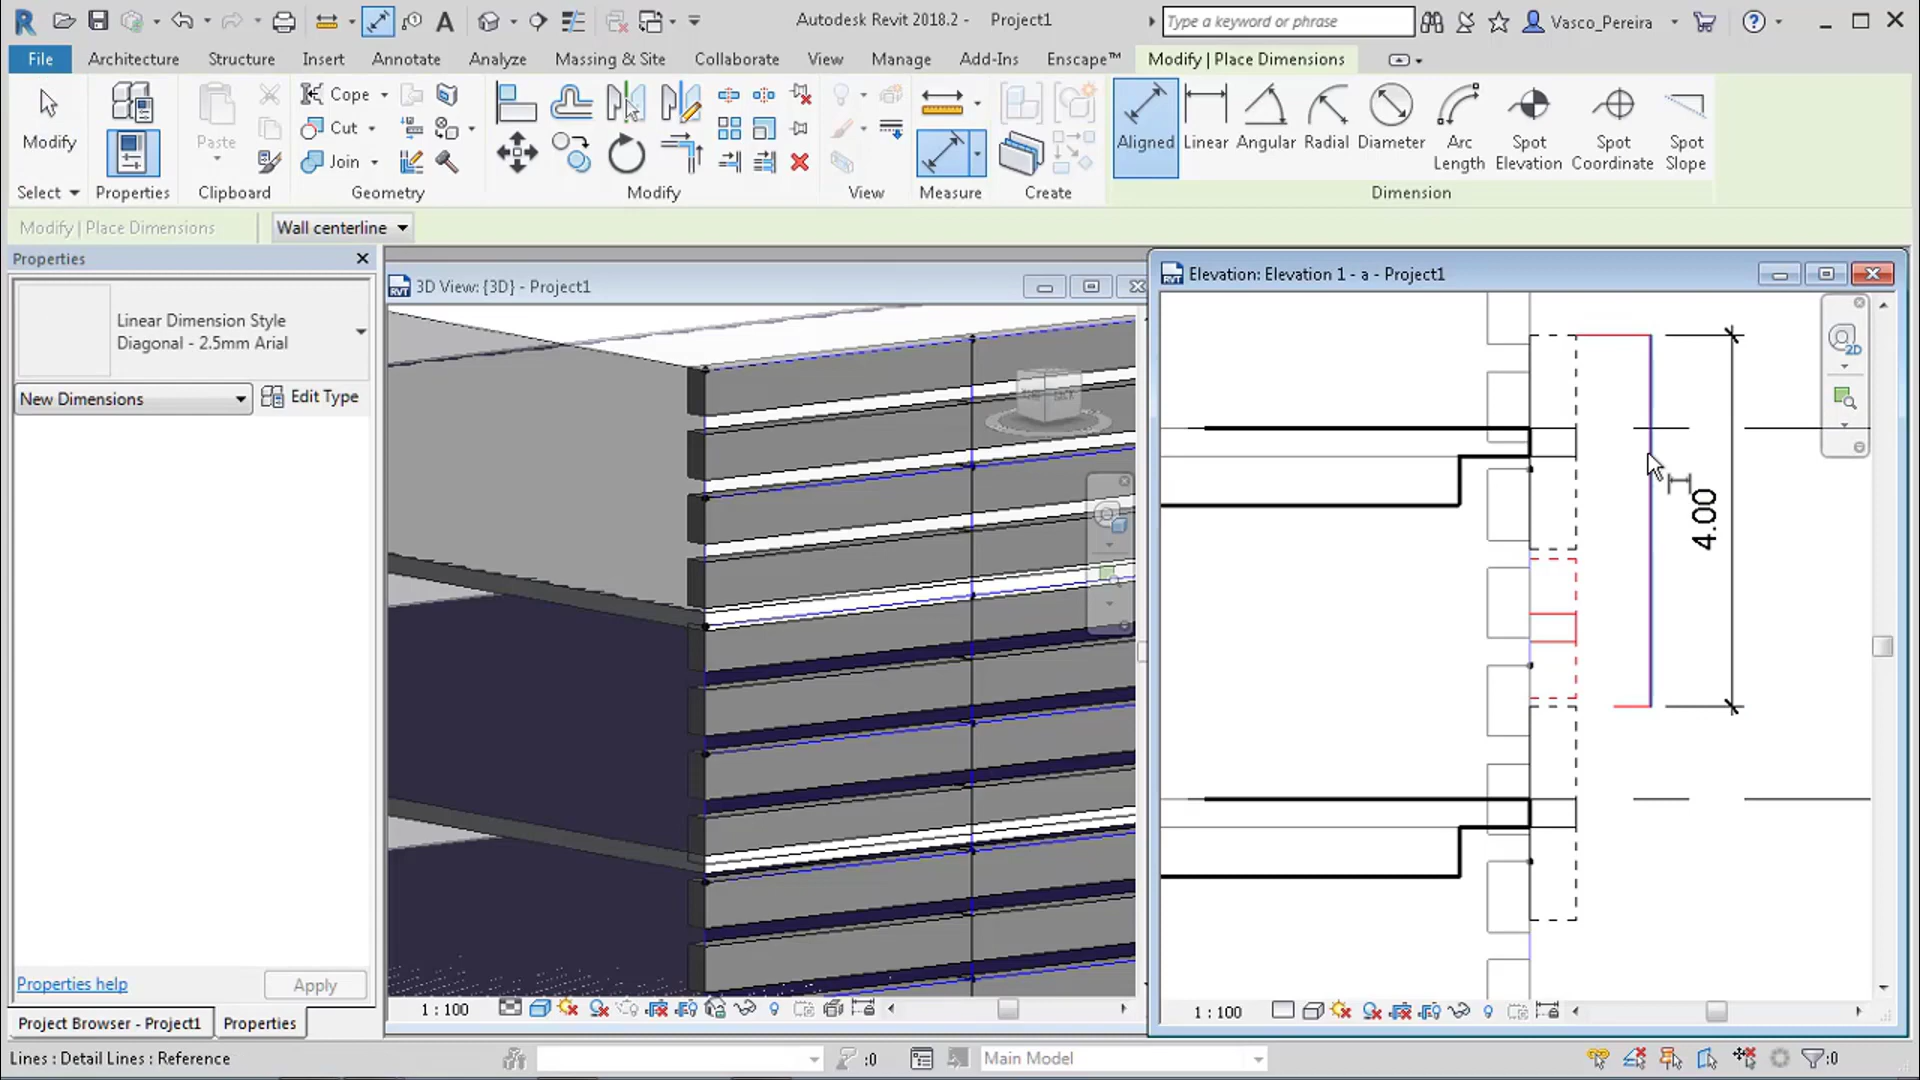 Autodesk Revit 2018.2 - Project1
Type a keyword or phrase
Vasco_Pereira
File
Architecture
Structure
Insert
Annotate
Analyze
Massing & Site
Collaborate
View
Manage
Add-Ins
Enscape™
Modify | Place Dimensions
Modify
Paste
Cope
Cut
Join
Aligned
Linear
Angular
Radial
Diameter
Arc Length
Spot Elevation
Spot Coordinate
Spot Slope
Select
Properties
Clipboard
Geometry
Modify
View
Measure
Create
Dimension
Modify | Place Dimensions
Wall centerline
Properties
Linear Dimension Style
Diagonal - 2.5mm Arial
New Dimensions
Edit Type
Properties help
Apply
Project Browser - Project1
Properties
3D View: {3D} - Project1
1 : 100
Elevation: Elevation 1 - a - Project1
2D
4.00
1 : 100
Lines : Detail Lines : Reference
:0
Main Model
:0